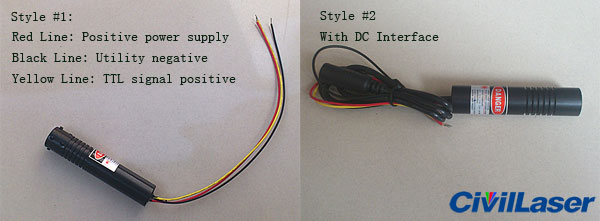 Style #1:
Red Line: Positive power supply
Black Line: Utility negative
Yellow Line: TTL signal positive
Style #2
With DC Interface
DANGER
CivilLaser